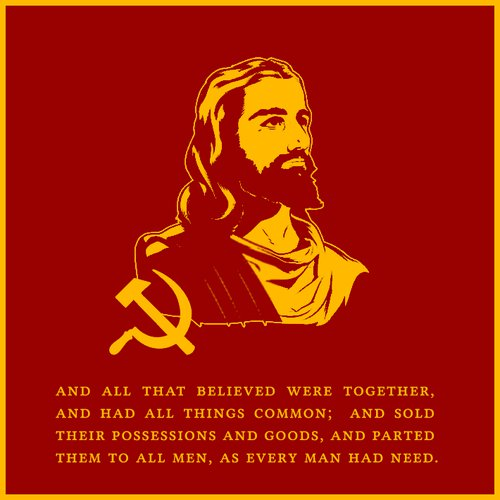 AND ALL THAT BELIEVED WERE TOGETHER,
AND HAD ALL THINGS COMMON; AND SOLD
THEIR POSSESSIONS AND GOODS, AND PARTED
THEM TO ALL MEN, AS EVERY MAN HAD NEED.